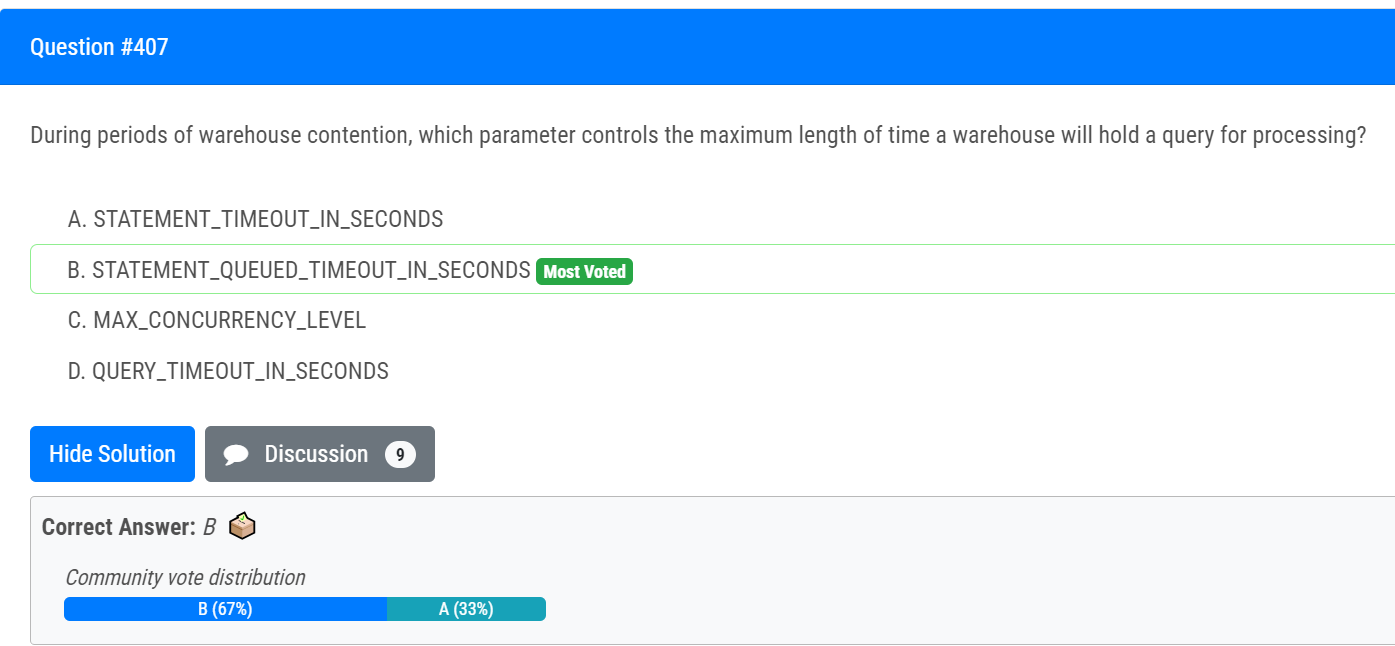 Question #407
During periods of warehouse contention, which parameter controls the maximum length of time a warehouse will hold a query for processing?
A. STATEMENT_TIMEOUT_IN_SECONDS
B. STATEMENT_QUEUED_TIMEOUT_IN_SECONDS Most Voted
C. MAX_CONCURRENCY_LEVEL
D. QUERY_TIMEOUT_IN_SECONDS
Hide Solution Discussion 9
Correct Answer: B
Community vote distribution
B (67%) A (33%)